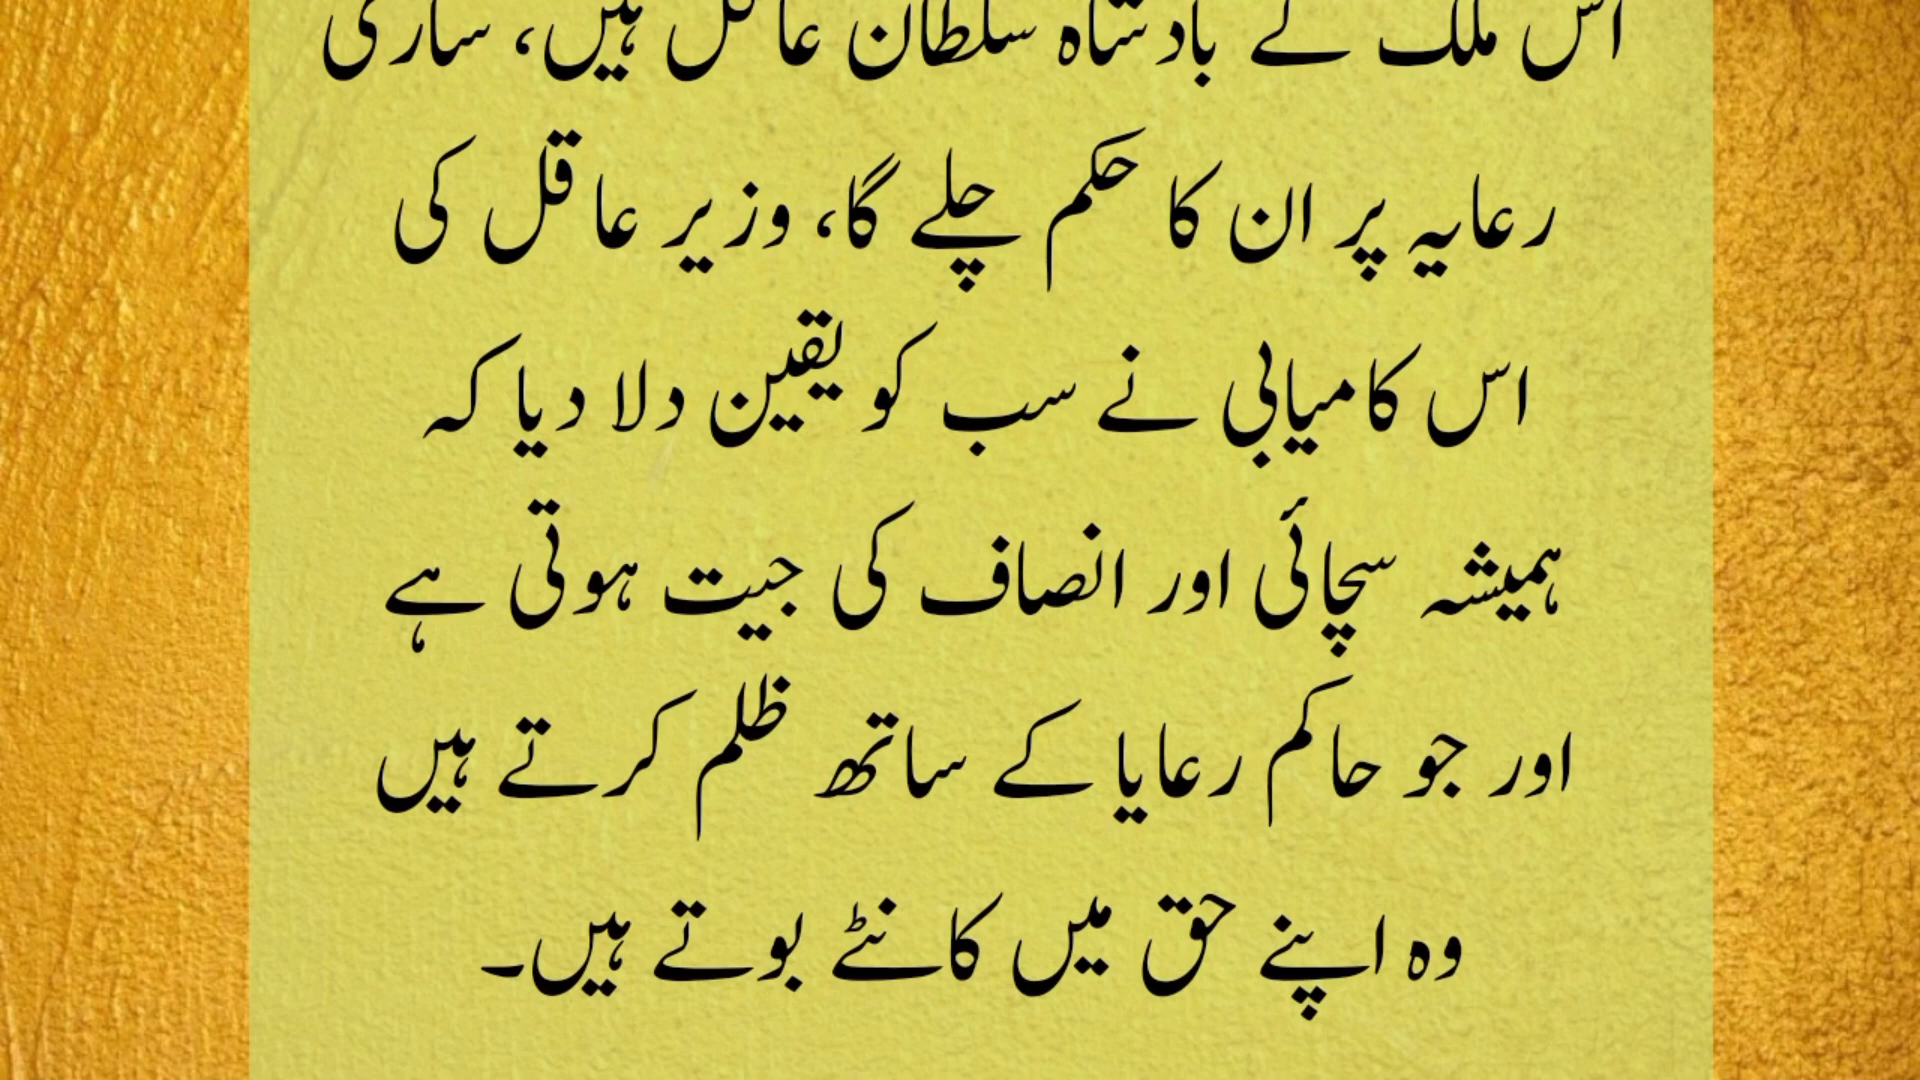 اس ملک کے بادشاہ سلطان عاقل ہیں، ساری
رعایہ پر ان کا حکم چلے گا، وزیر عاقل کی
اس کامیابی نے سب کو یقین دلا دیا کہ
ہمیشہ سچائی اور انصاف کی جیت ہوتی ہے
اور جو حاکم رعایا کے ساتھ ظلم کرتے ہیں
وہ اپنے حق میں کانٹے بوتے ہیں۔